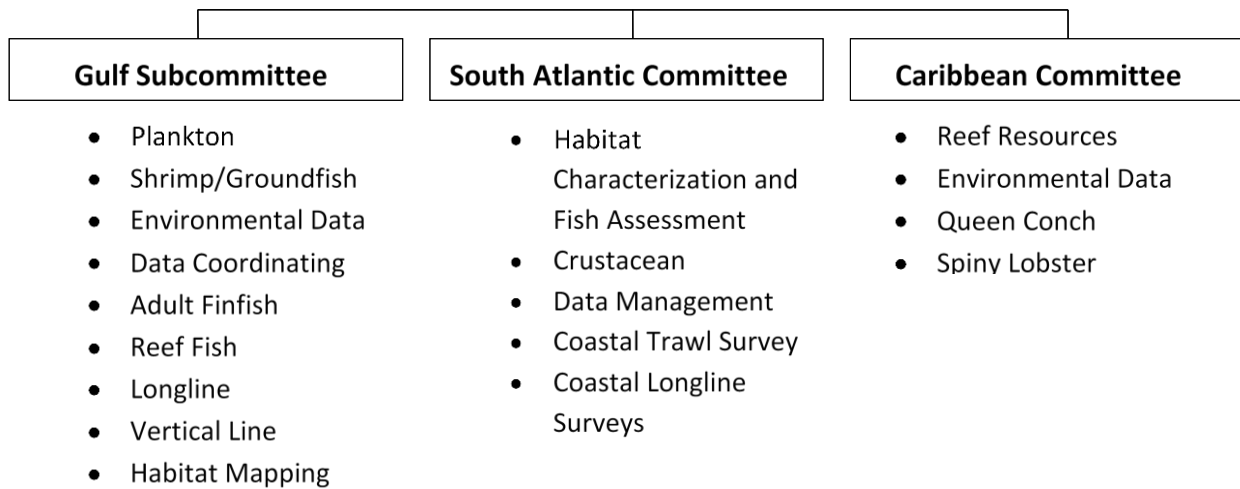 Gulf Subcommittee
• Plankton
• Shrimp/Groundfish
• Environmental Data
• Data Coordinating
• Adult Finfish
• Reef Fish
• Longline
• Vertical Line
• Habitat Mapping
South Atlantic Committee
• Habitat
Characterization and
Fish Assessment
• Crustacean
• Data Management
• Coastal Trawl Survey
• Coastal Longline
Surveys
Caribbean Committee
• Reef Resources
• Environmental Data
• Queen Conch
• Spiny Lobster